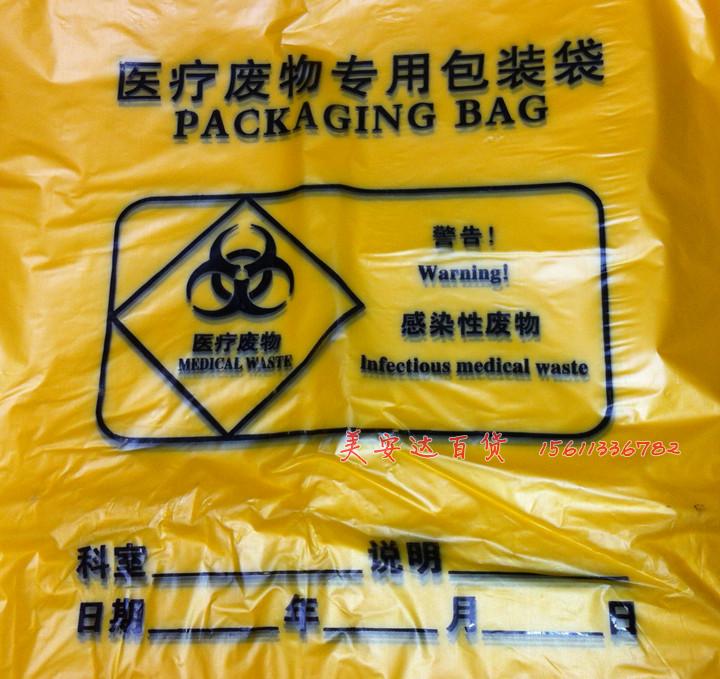 医疗废物专用包装袋
PACKAGING BAG
警告！
Warning!
医疗废物
MEDICAL WASTE
感染性废物
Infectious medical waste
美安达百货 15611336782
科室 说明
日期 年 月 日